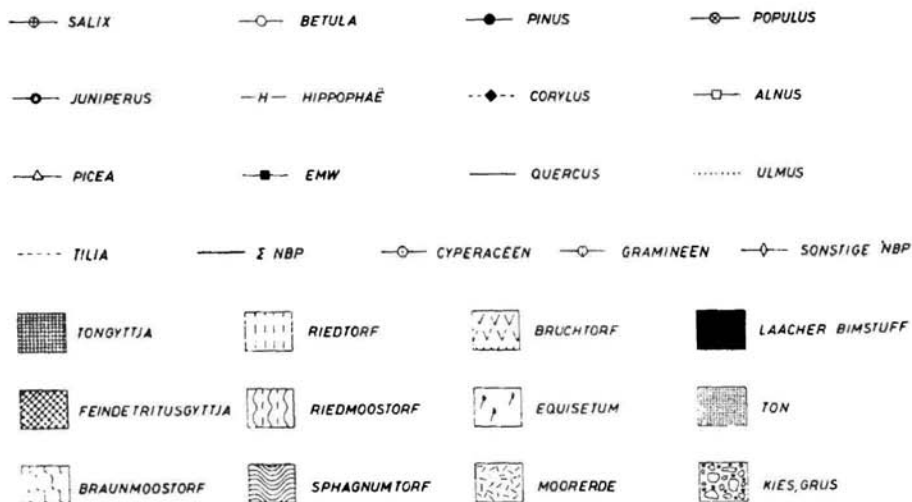 SALIX BETULA PINUS POPULUS
JUNIPERUS H HIPPOPHAË CORYLUS ALNUS
PICEA EMW QUERCUS ULMUS
TILIA Σ NBP CYPERACÉEN GRAMINEEN SONSTIGE NBP
TONGYTTJA RIEDTORF BRUCHTORF LAACHER BIMSTUFF
FEINDETRITUSGYTTJA RIEDMOOSTORF EQUISETUM TON
BRAUNMOOSTORF SPHAGNUMTORF MOORERDE KIES,GRUS